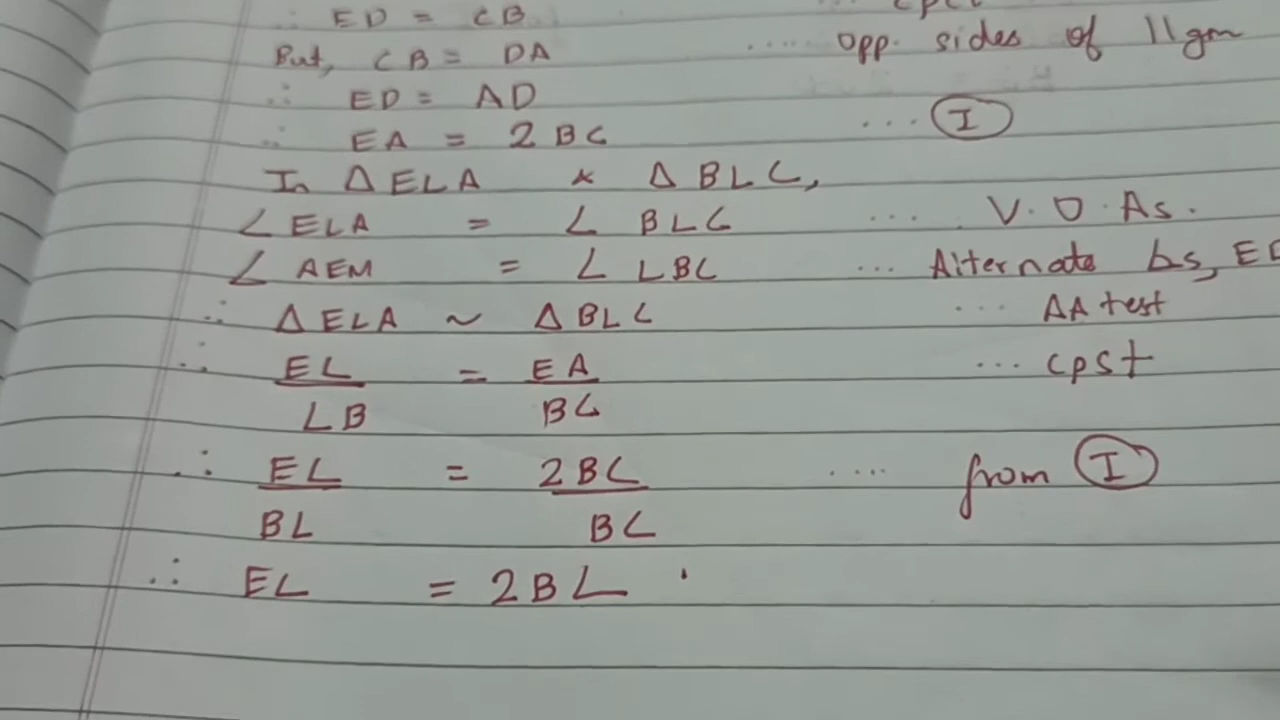 ∴ ED = CB ... cpct
But, CB = DA ..... opp. sides of ||gm
∴ ED = AD
∴ EA = 2BC ... I
In Δ ELA & Δ BLC,
∠ ELA = ∠ BLC ... V.O.As.
∠ AEM = ∠ LBC ... Alternate ∠s,
∴ Δ ELA ~ Δ BLC ... AA test
∴ EL/LB = EA/BC ... cpst
∴ EL/BL = 2BC/BC .... from I
∴ EL = 2BL.